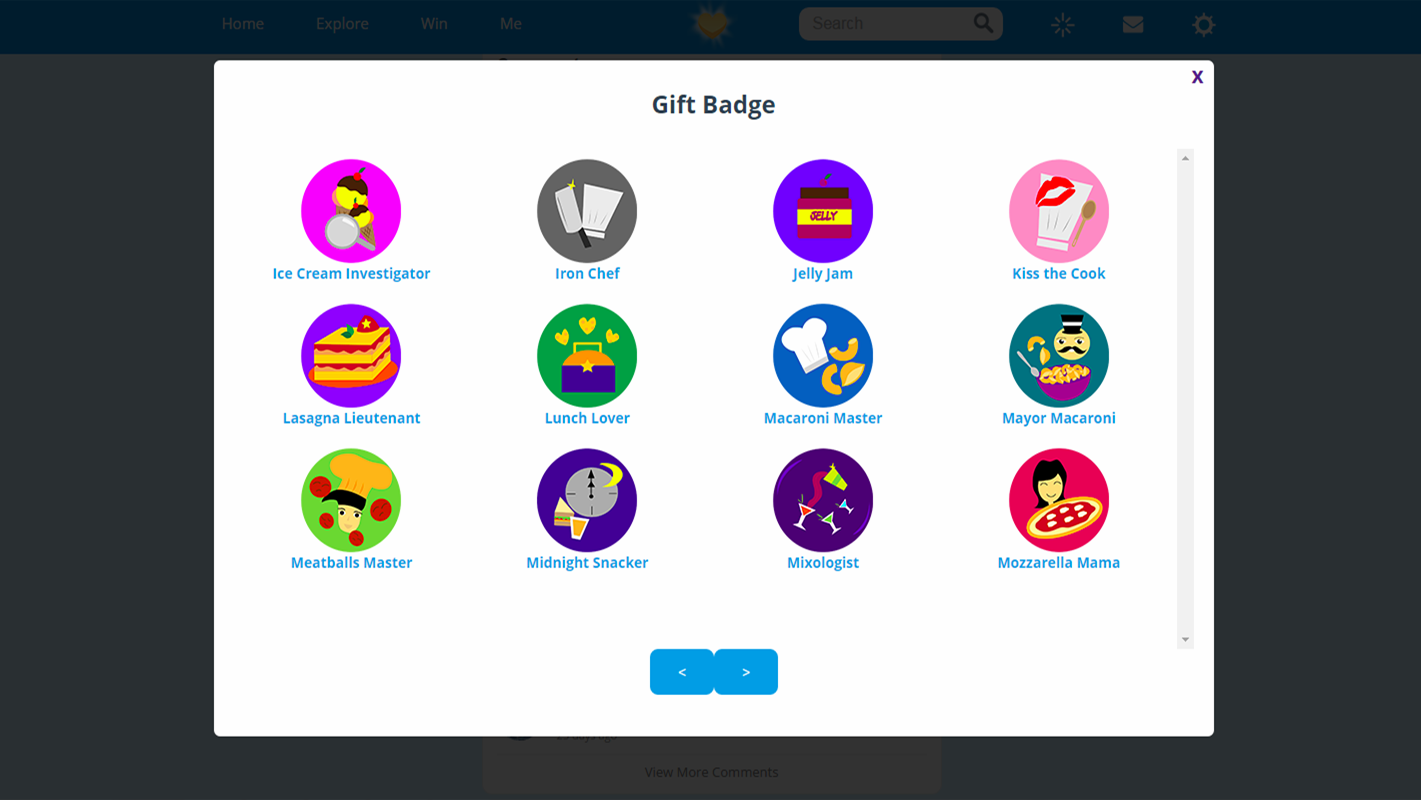 Home Explore Win Me Search
X
Gift Badge
JELLY
Ice Cream Investigator Iron Chef Jelly Jam Kiss the Cook
Lasagna Lieutenant Lunch Lover Macaroni Master Mayor Macaroni
Meatballs Master Midnight Snacker Mixologist Mozzarella Mama
< >
View More Comments